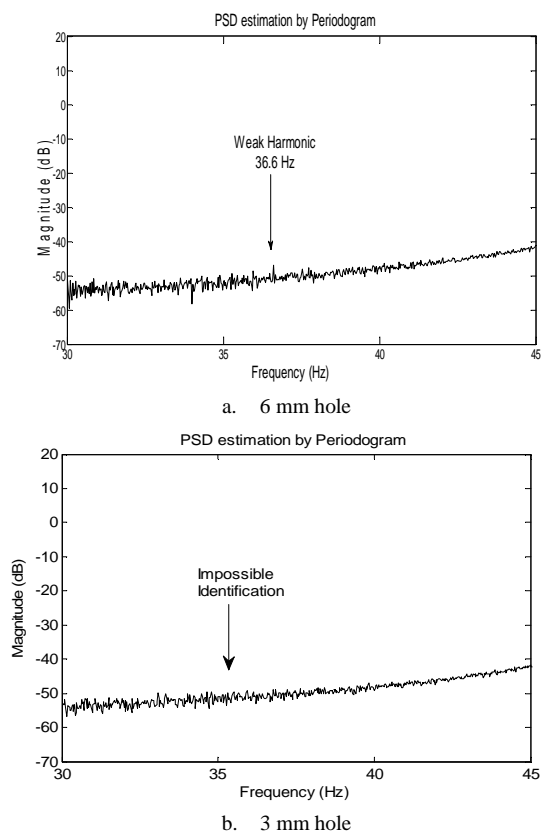 PSD estimation by Periodogram
20
10
0
-10
-20
-30
-40
-50
-60
-70
Magnitude (dB)
Weak Harmonic
36.6 Hz
30 35 40 45
Frequency (Hz)
a. 6 mm hole
PSD estimation by Periodogram
20
10
0
-10
-20
-30
-40
-50
-60
-70
Magnitude (dB)
Impossible
Identification
30 35 40 45
Frequency (Hz)
b. 3 mm hole